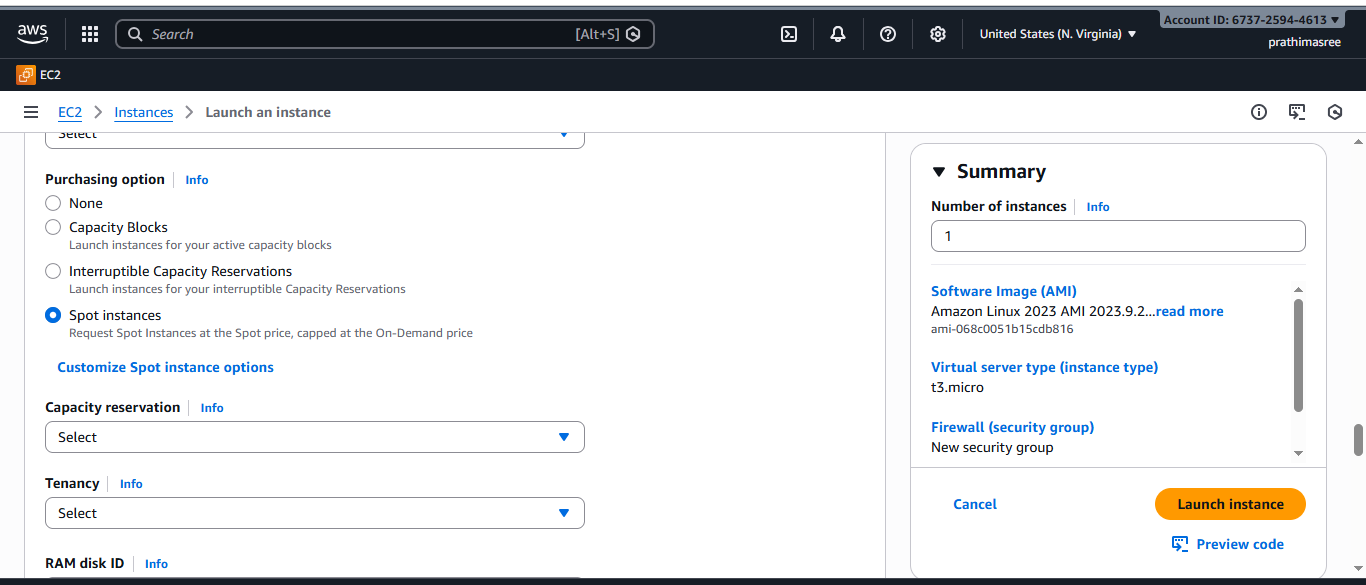 aws
Search
[Alt+S]
United States (N. Virginia)
Account ID: 6737-2594-4613
prathimasree
EC2
EC2
Instances
Launch an instance
Select
Purchasing option
Info
None
Capacity Blocks
Launch instances for your active capacity blocks
Interruptible Capacity Reservations
Launch instances for your interruptible Capacity Reservations
Spot instances
Request Spot Instances at the Spot price, capped at the On-Demand price
Customize Spot instance options
Capacity reservation
Info
Select
Tenancy
Info
Select
RAM disk ID
Info
Summary
Number of instances
Info
1
Software Image (AMI)
Amazon Linux 2023 AMI 2023.9.2...read more
ami-068c0051b15cdb816
Virtual server type (instance type)
t3.micro
Firewall (security group)
New security group
Cancel
Launch instance
Preview code